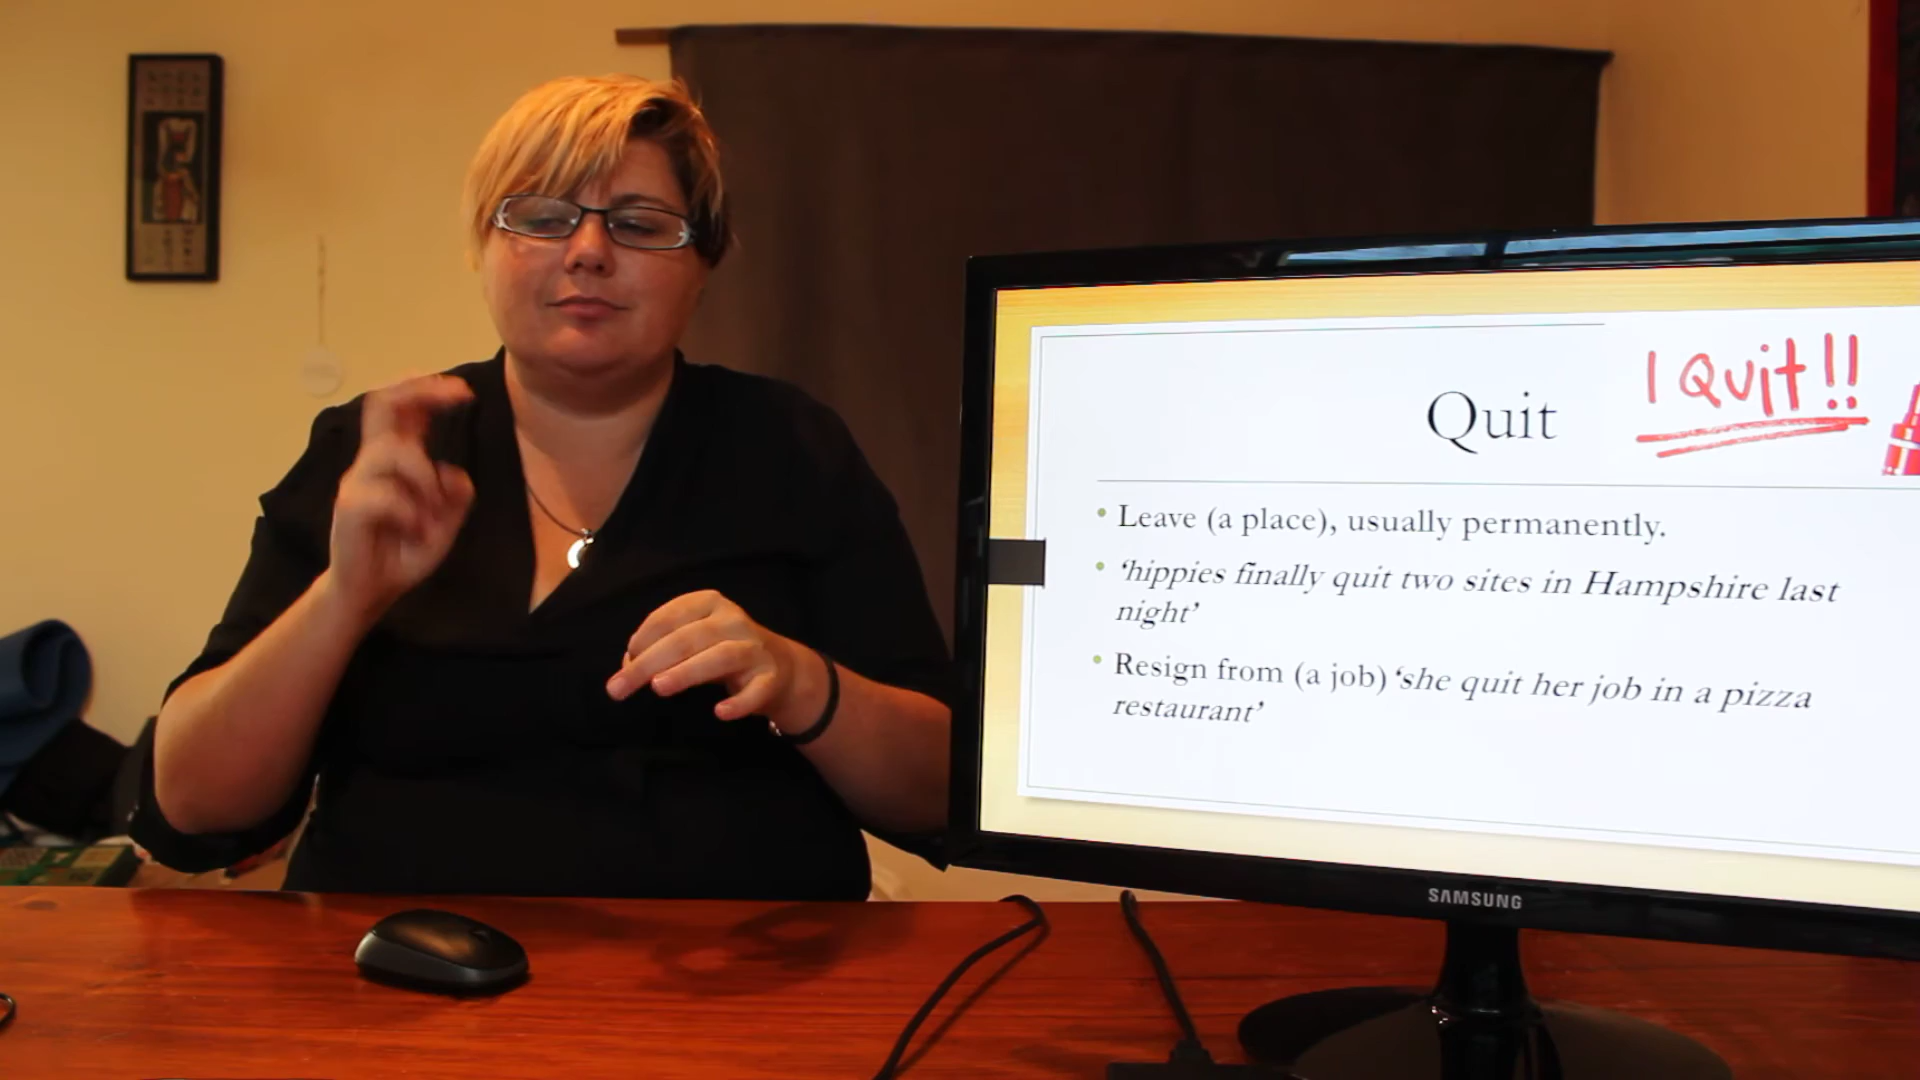 I QUIT!!
Quit
Leave (a place), usually permanently.
'hippies finally quit two sites in Hampshire last
night'
Resign from (a job) 'she quit her job in a pizza
restaurant'
SAMSUNG